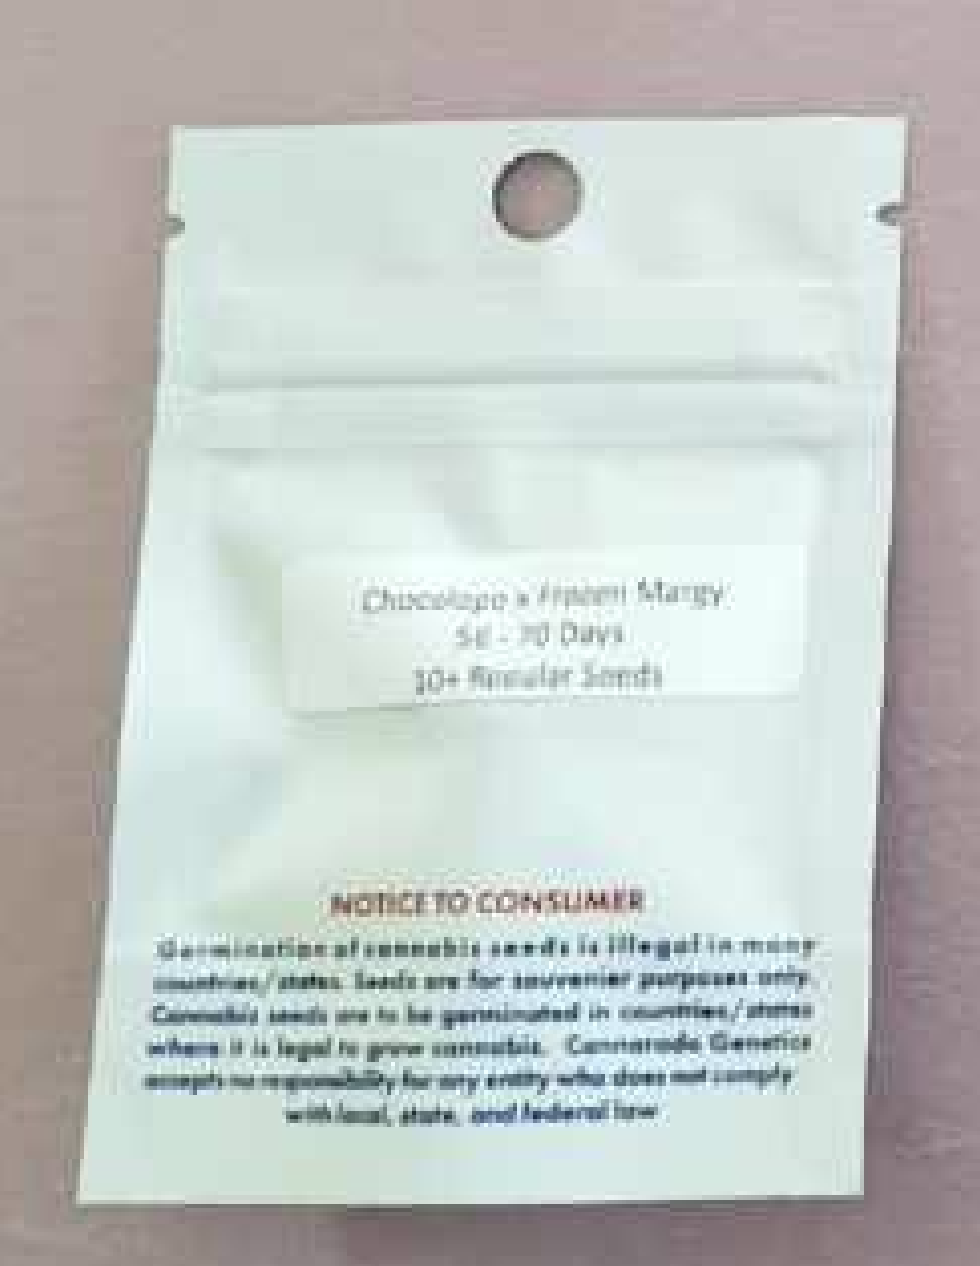 Chocolope x Frozen Margy
- 70 Days
10+ Regular Seeds
NOTICE TO CONSUMER
Germination of cannabis seeds is illegal in many
countries/states. Seeds are for souvenier purposes only.
Cannabis seeds are to be germinated in countries/states
where it is legal to grow cannabis. Cannarado Genetics
accepts no responsibility for any entity who does not comply
with local, state, and federal law